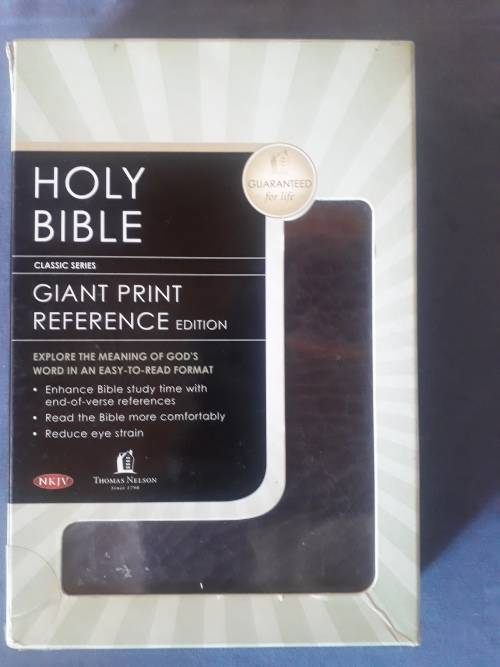 GUARANTEED
for life
HOLY
BIBLE
CLASSIC SERIES
GIANT PRINT
REFERENCE EDITION
EXPLORE THE MEANING OF GOD'S
WORD IN AN EASY-TO-READ FORMAT
• Enhance Bible study time with
end-of-verse references
• Read the Bible more comfortably
• Reduce eye strain
NKJV
THOMAS NELSON
Since 1798